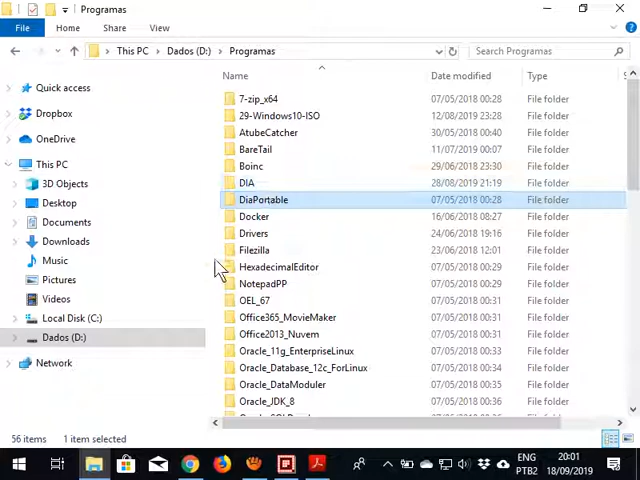 Programas
File Home Share View
This PC Dados (D:) Programas Search Programas
Name Date modified Type
Quick access
Dropbox
OneDrive
This PC
3D Objects
Desktop
Documents
Downloads
Music
Pictures
Videos
Local Disk (C:)
Dados (D:)
Network
7-zip_x64 07/05/2018 00:28 File folder
29-Windows10-ISO 12/08/2019 23:28 File folder
AtubeCatcher 30/05/2018 00:40 File folder
BareTail 11/07/2019 00:07 File folder
Boinc 29/06/2018 23:30 File folder
DIA 28/08/2019 21:19 File folder
DiaPortable 07/05/2018 00:28 File folder
Docker 16/06/2018 08:27 File folder
Drivers 24/06/2019 19:16 File folder
Filezilla 23/06/2018 12:01 File folder
HexadecimalEditor 07/05/2018 00:29 File folder
NotepadPP 07/05/2018 00:29 File folder
OEL_67 07/05/2018 00:31 File folder
Office365_MovieMaker 07/05/2018 00:31 File folder
Office2013_Nuvem 07/05/2018 00:31 File folder
Oracle_11g_EnterpriseLinux 07/05/2018 00:33 File folder
Oracle_Database_12c_ForLinux 07/05/2018 00:34 File folder
Oracle_DataModuler 07/05/2018 00:35 File folder
Oracle_JDK_8 07/05/2018 00:36 File folder
56 items 1 item selected
ENG 20:01
PTB2 18/09/2019